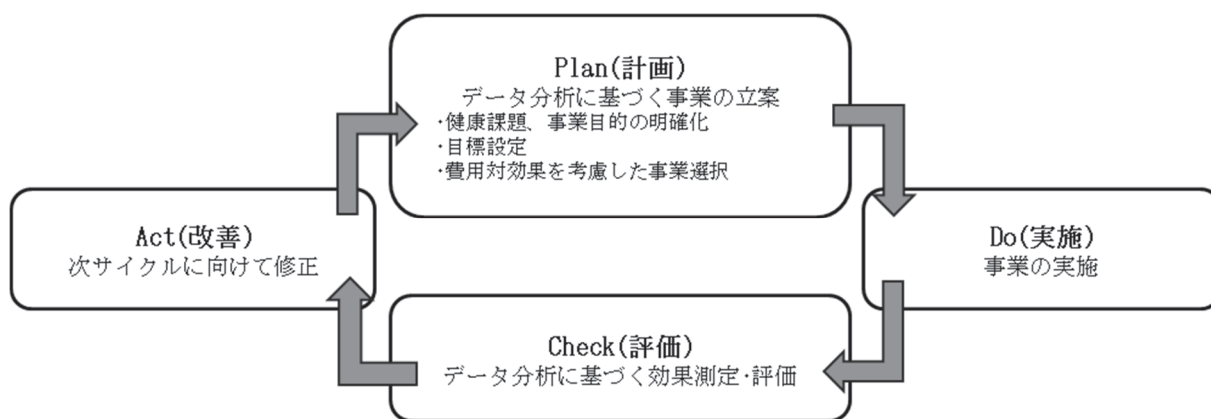 Plan(計画)
データ分析に基づく事業の立案
・健康課題、事業目的の明確化
・目標設定
・費用対効果を考慮した事業選択
Act(改善)
次サイクルに向けて修正
Do(実施)
事業の実施
Check(評価)
データ分析に基づく効果測定・評価